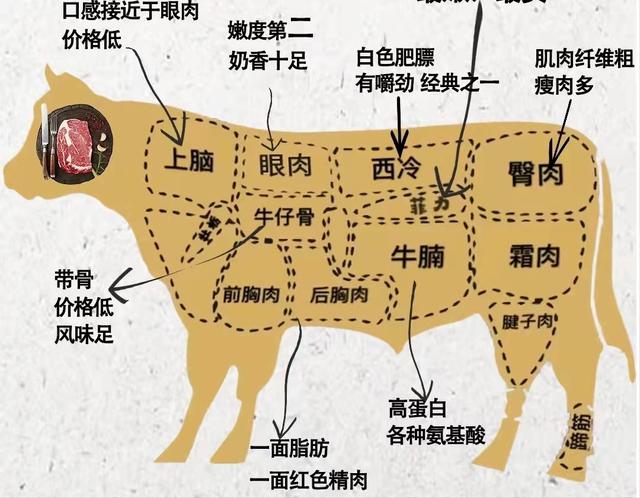 口感接近于眼肉
价格低
嫩度第二
奶香十足
白色肥膘
有嚼劲 经典之一
肌肉纤维粗
瘦肉多
上脑
眼肉
西冷
臀肉
菲力
牛仔骨
牛腩
霜肉
前胸肉
后胸肉
腱子肉
带骨
价格低
风味足
高蛋白
各种氨基酸
蹄筋
一面脂肪
一面红色精肉